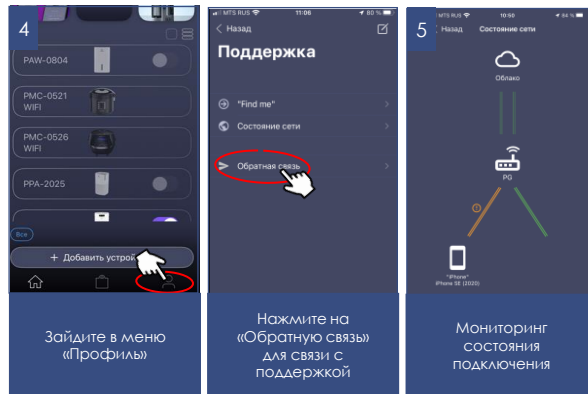 4
PAW-0804
PMC-0521
WIFI
PMC-0526
WIFI
PPA-2025
Все
+ Добавить устрой
Зайдите в меню
«Профиль»
MTS RUS 11:06 80 %
Назад
Поддержка
"Find me"
Состояние сети
Обратная связь
Нажмите на
«Обратную связь»
для связи с
поддержкой
5
MTS RUS 10:50 84 %
Назад Состояние сети
Облако
PG
"iPhone"
iPhone SE (2020)
Мониторинг
состояния
подключения